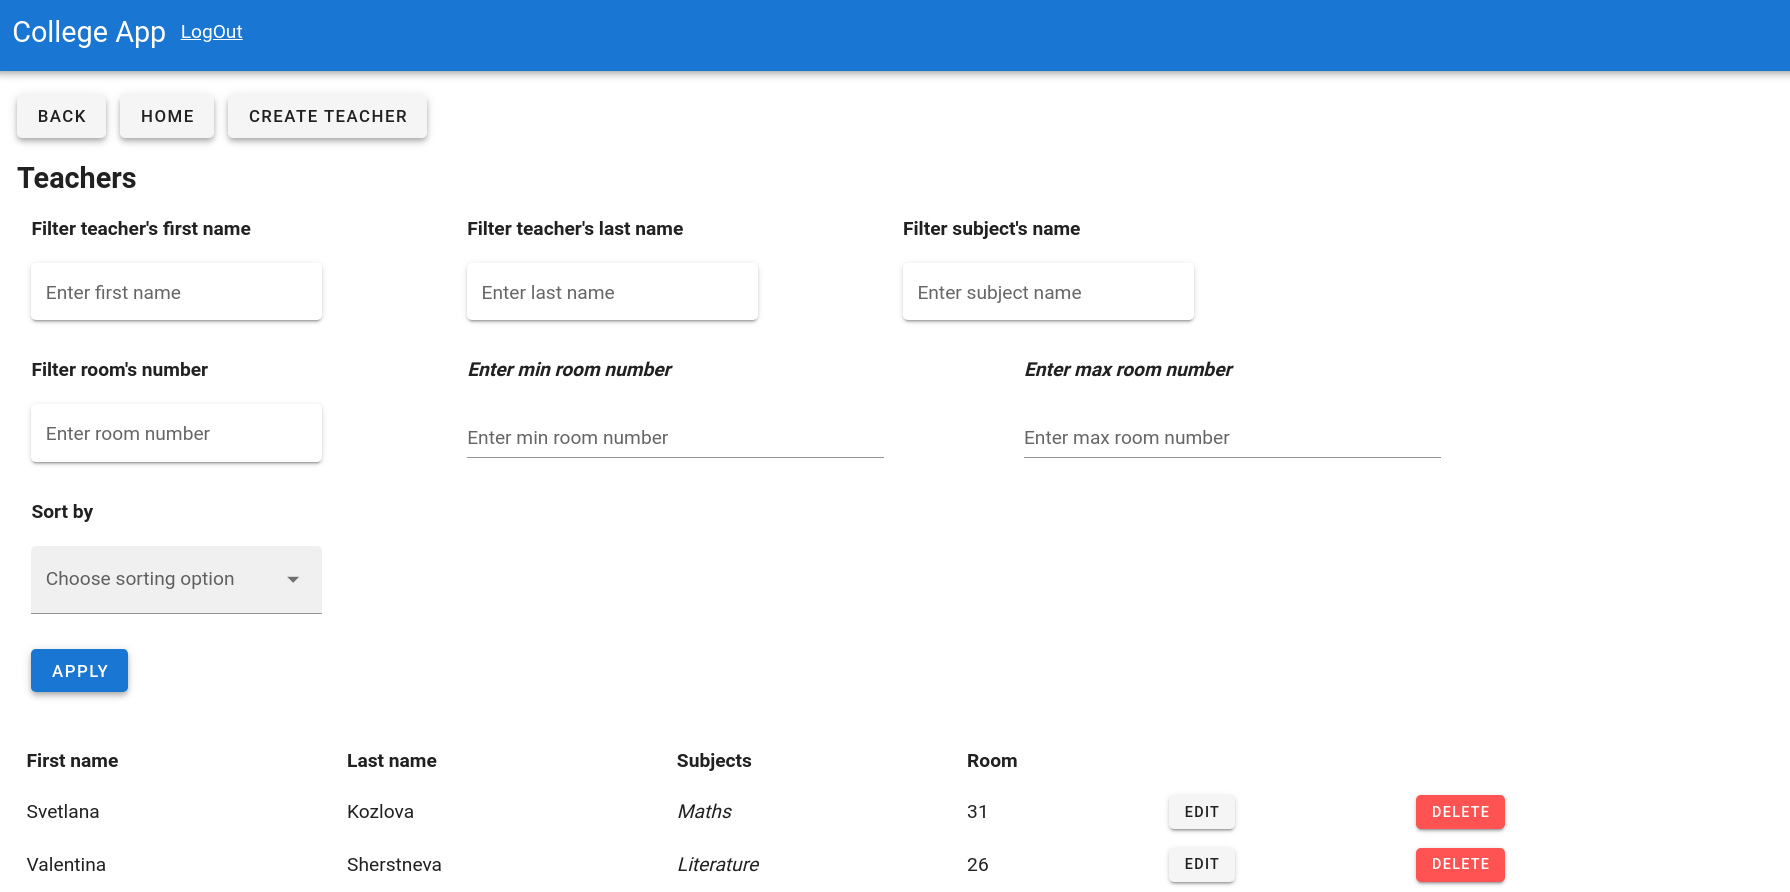 College App LogOut
BACK HOME CREATE TEACHER
Teachers
Filter teacher's first name Filter teacher's last name Filter subject's name
Enter first name Enter last name Enter subject name
Filter room's number Enter min room number Enter max room number
Enter room number Enter min room number Enter max room number
Sort by
Choose sorting option
APPLY
First name Last name Subjects Room
Svetlana Kozlova Maths 31 EDIT DELETE
Valentina Sherstneva Literature 26 EDIT DELETE